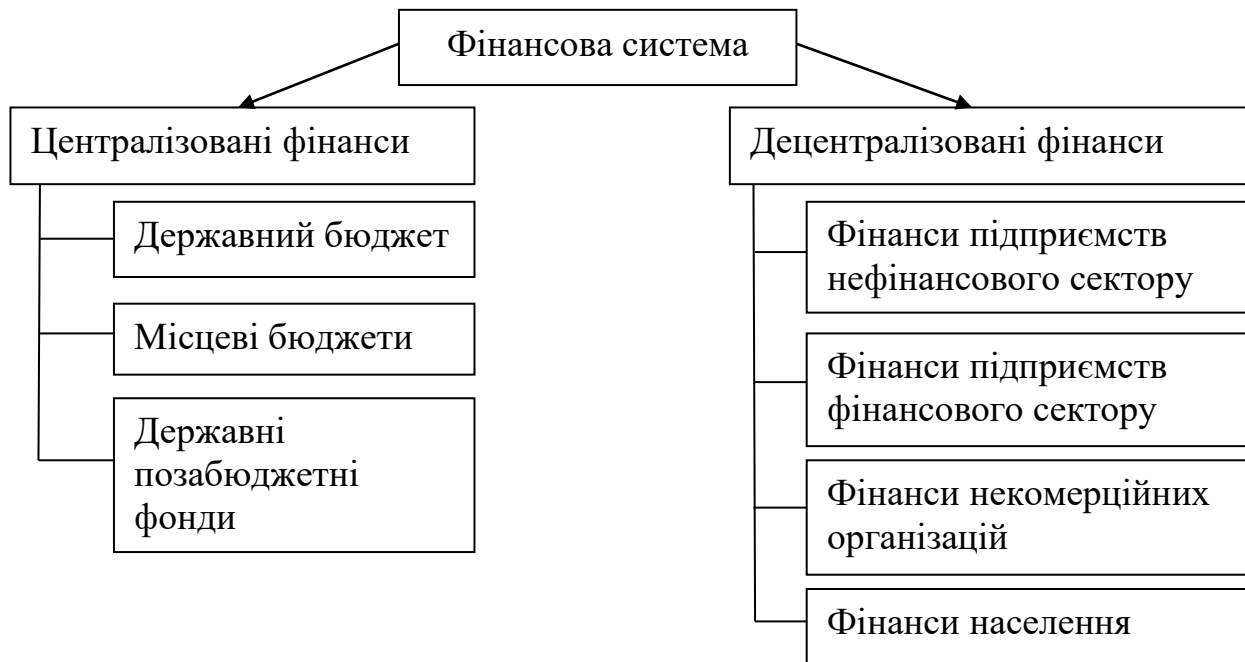 Фінансова система
Централізовані фінанси
Державний бюджет
Місцеві бюджети
Державні
позабюджетні
фонди
Децентралізовані фінанси
Фінанси підприємств
нефінансового сектору
Фінанси підприємств
фінансового сектору
Фінанси некомерційних
організацій
Фінанси населення